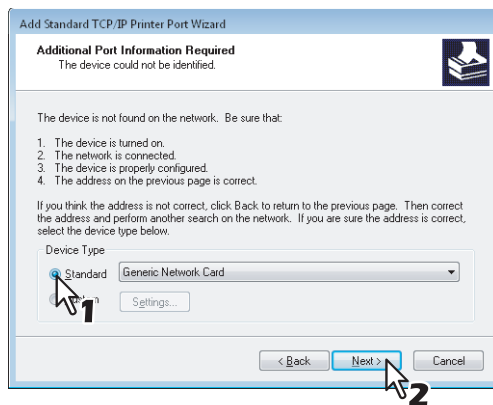 Add Standard TCP/IP Printer Port Wizard
Additional Port Information Required
The device could not be identified.
The device is not found on the network. Be sure that:
1. The device is turned on.
2. The network is connected.
3. The device is properly configured.
4. The address on the previous page is correct.
If you think the address is not correct, click Back to return to the previous page. Then correct
the address and perform another search on the network. If you are sure the address is correct,
select the device type below.
Device Type
Standard Generic Network Card
Settings...
1
< Back Next > Cancel
2